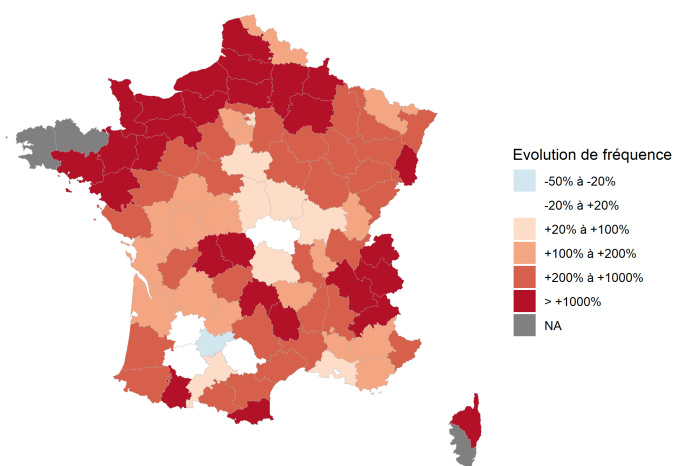 Evolution de fréquence
-50% à -20%
-20% à +20%
+20% à +100%
+100% à +200%
+200% à +1000%
> +1000%
NA